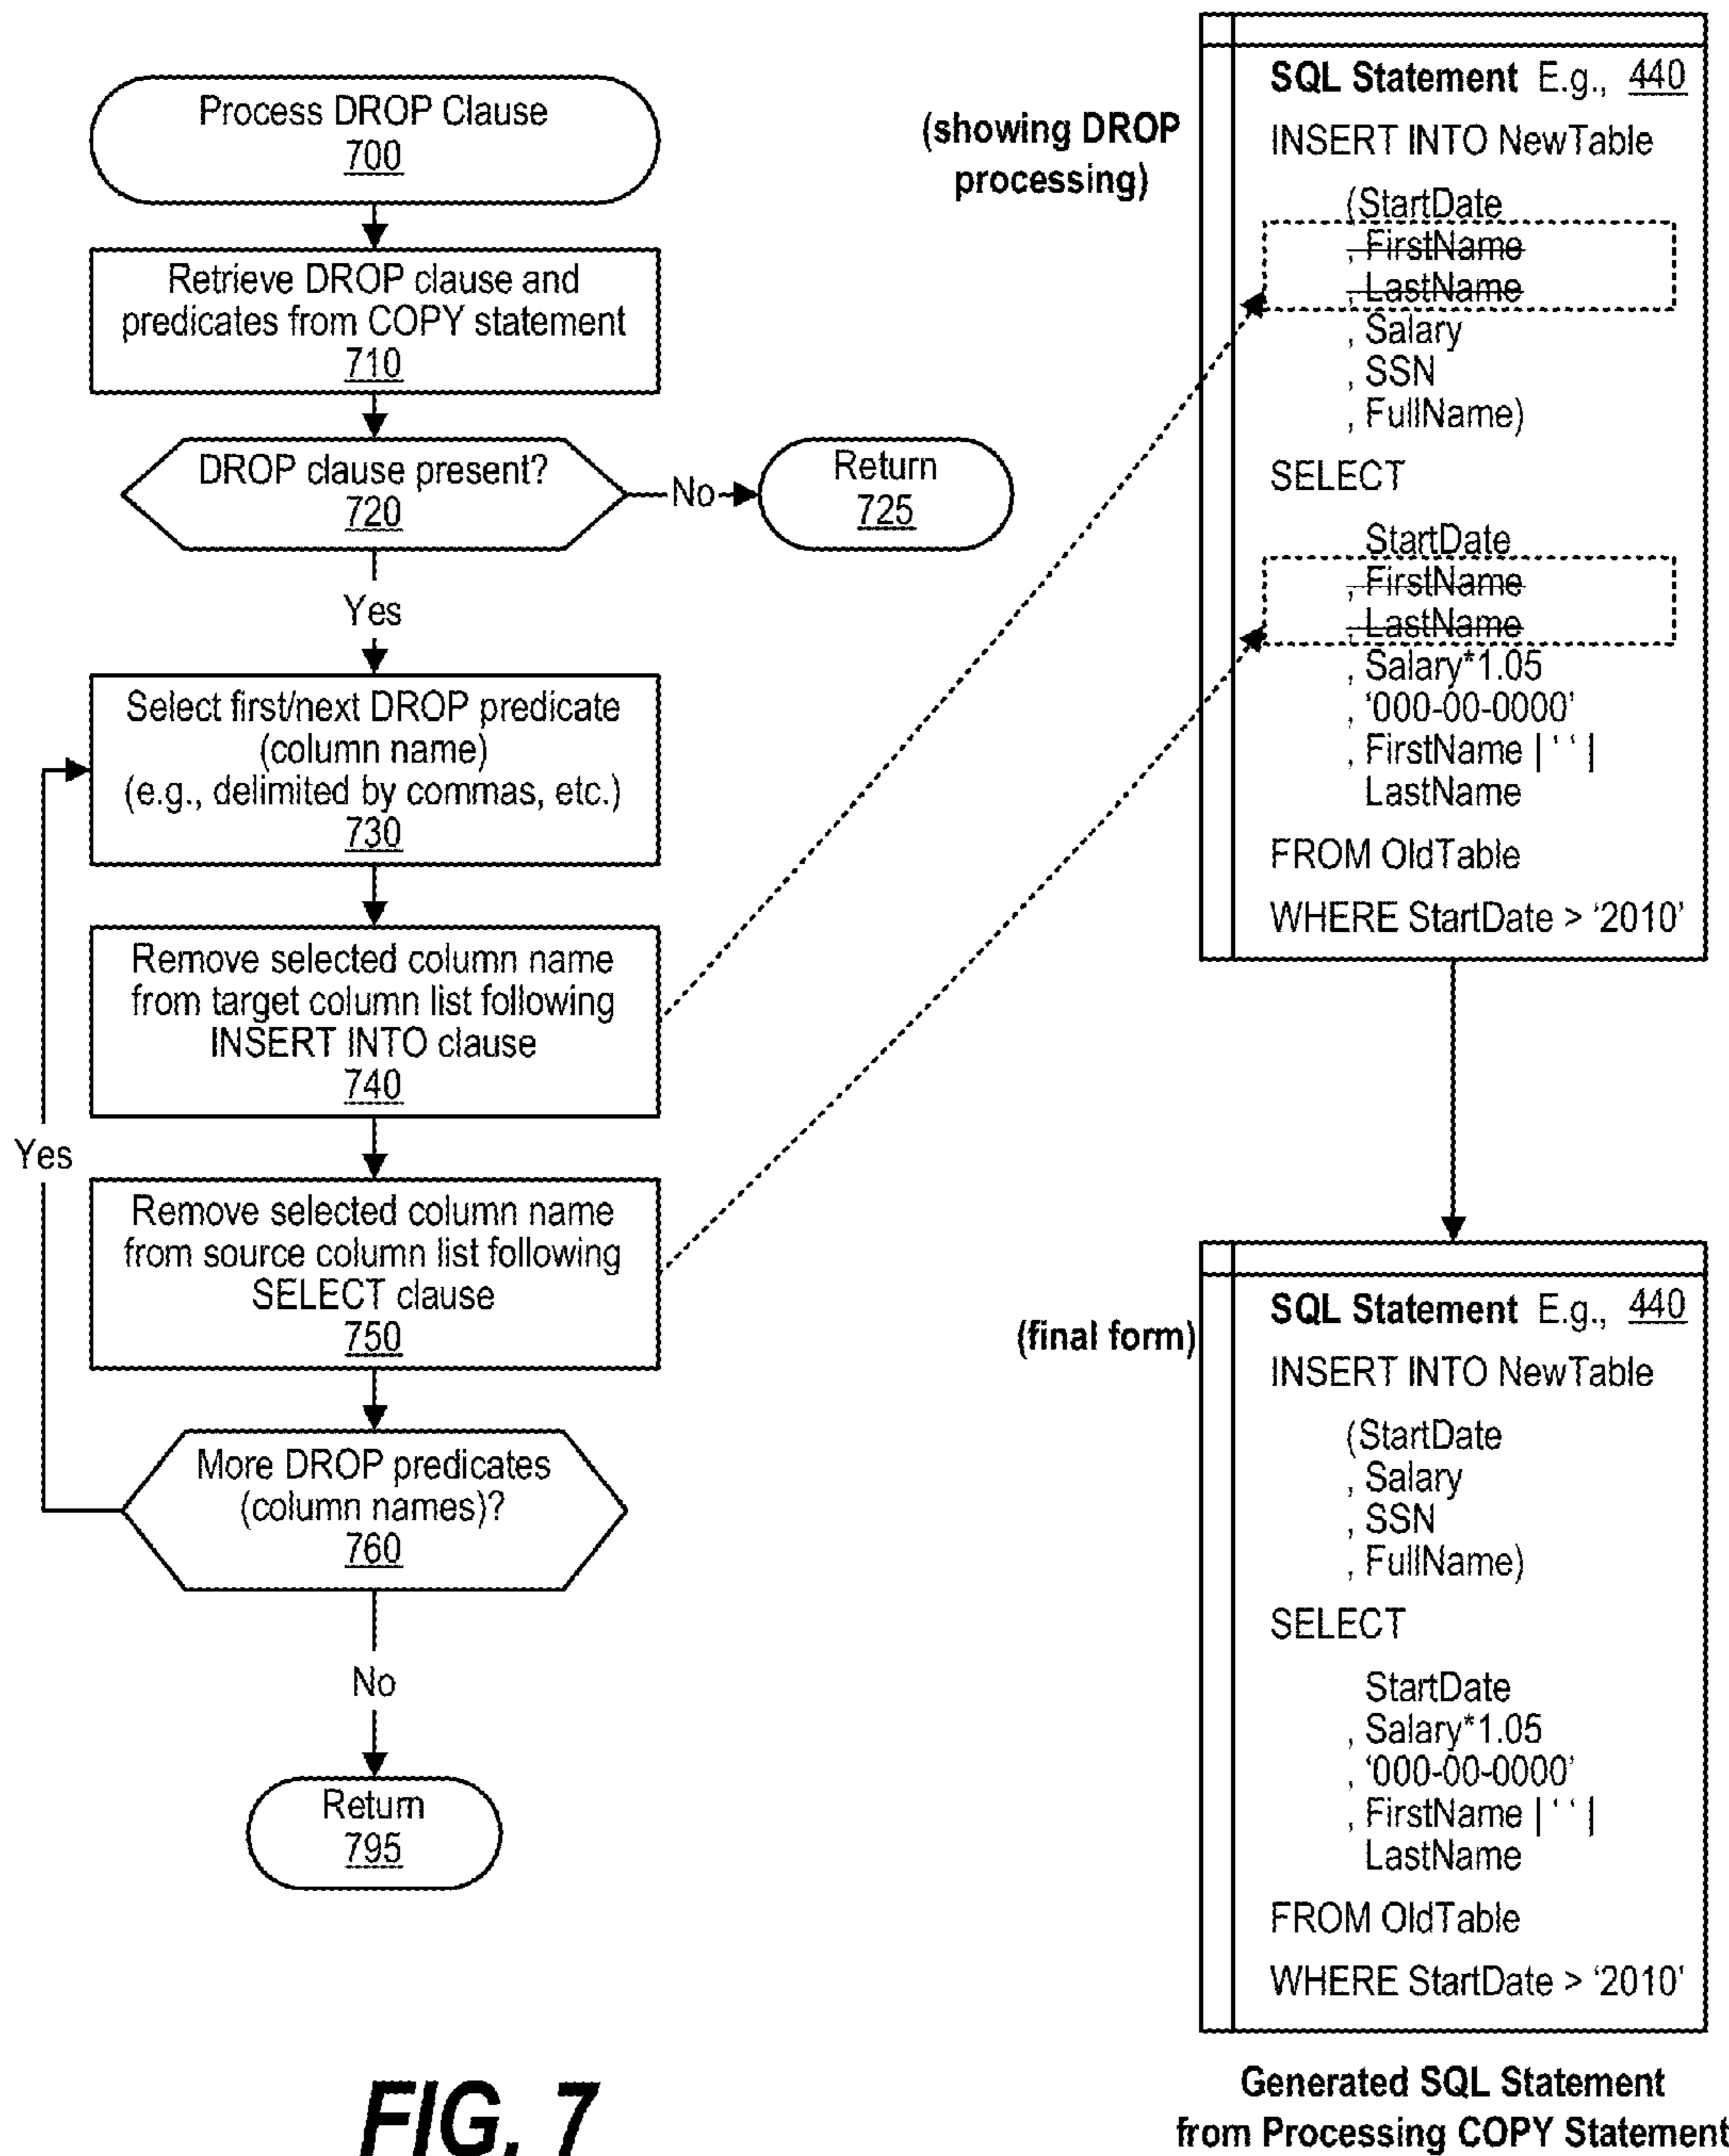 Process DROP Clause
700
Retrieve DROP clause and
predicates from COPY statement
710
DROP clause present?
720
No
Return
725
Yes
Select first/next DROP predicate
(column name)
(e.g., delimited by commas, etc.)
730
Remove selected column name
from target column list following
INSERT INTO clause
740
Yes
Remove selected column name
from source column list following
SELECT clause
750
More DROP predicates
(column names)?
760
No
Return
795
(showing DROP
processing)
SQL Statement E.g., 440
INSERT INTO NewTable
(StartDate
, FirstName
, LastName
, Salary
, SSN
, FullName)
SELECT
StartDate
, FirstName
, LastName
, Salary*1.05
, ‘000-00-0000’
, FirstName | ‘ ‘ |
LastName
FROM OldTable
WHERE StartDate > ‘2010’
(final form)
SQL Statement E.g., 440
INSERT INTO NewTable
(StartDate
, Salary
, SSN
, FullName)
SELECT
StartDate
, Salary*1.05
, ‘000-00-0000’
, FirstName | ‘ ‘ |
LastName
FROM OldTable
WHERE StartDate > ‘2010’
Generated SQL Statement
from Processing COPY Statement
FIG. 7